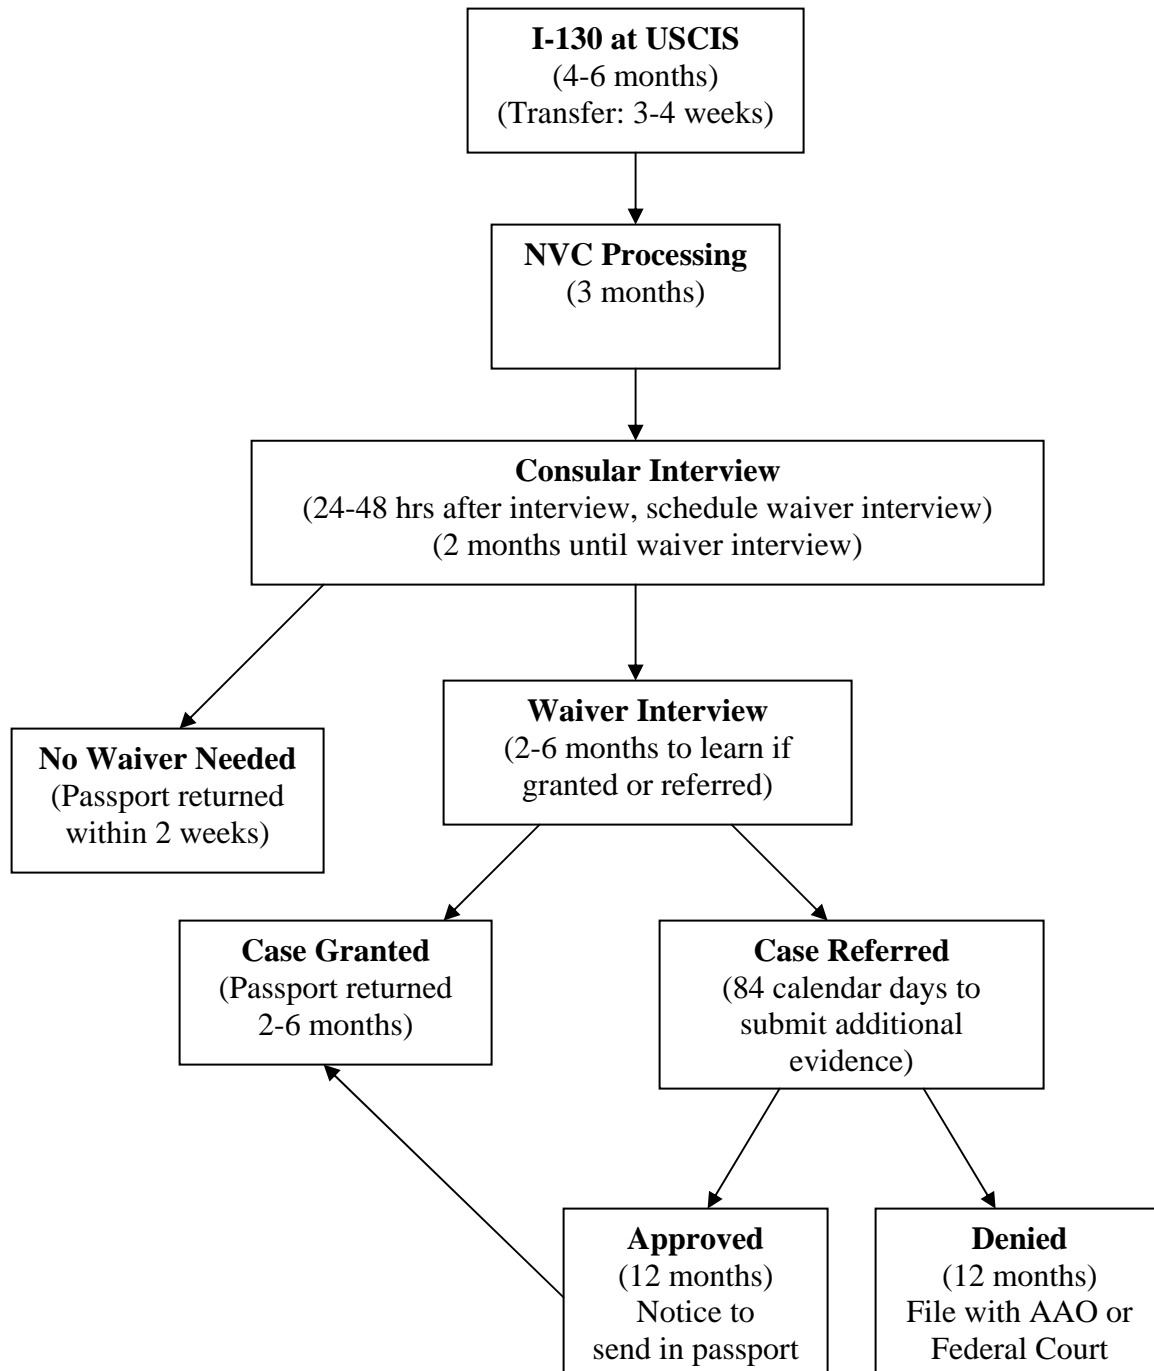 I-130 at USCIS
(4-6 months)
(Transfer: 3-4 weeks)
NVC Processing
(3 months)
Consular Interview
(24-48 hrs after interview, schedule waiver interview)
(2 months until waiver interview)
No Waiver Needed
(Passport returned
within 2 weeks)
Waiver Interview
(2-6 months to learn if
granted or referred)
Case Granted
(Passport returned
2-6 months)
Case Referred
(84 calendar days to
submit additional
evidence)
Approved
(12 months)
Notice to
send in passport
Denied
(12 months)
File with AAO or
Federal Court